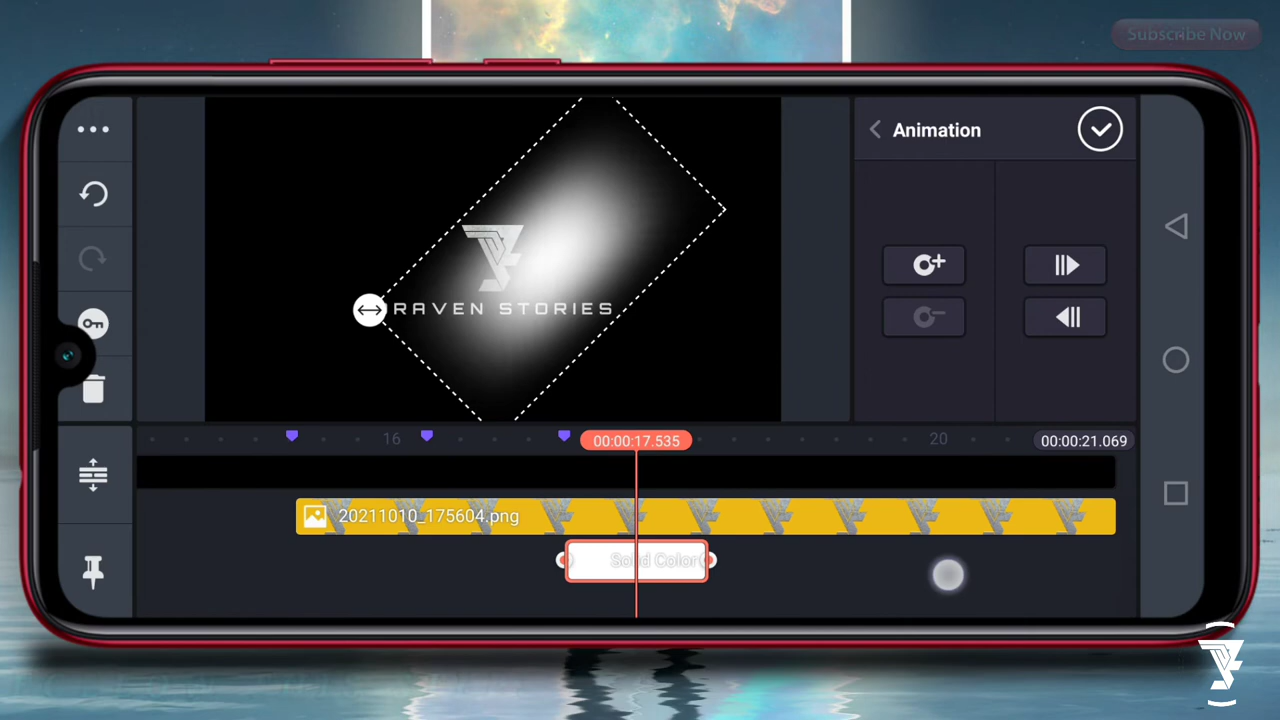 Subscribe Now
Animation
RAVEN STORIES
16
00:00:17.535
20
00:00:21.069
20211010_175604.png
Solid Color